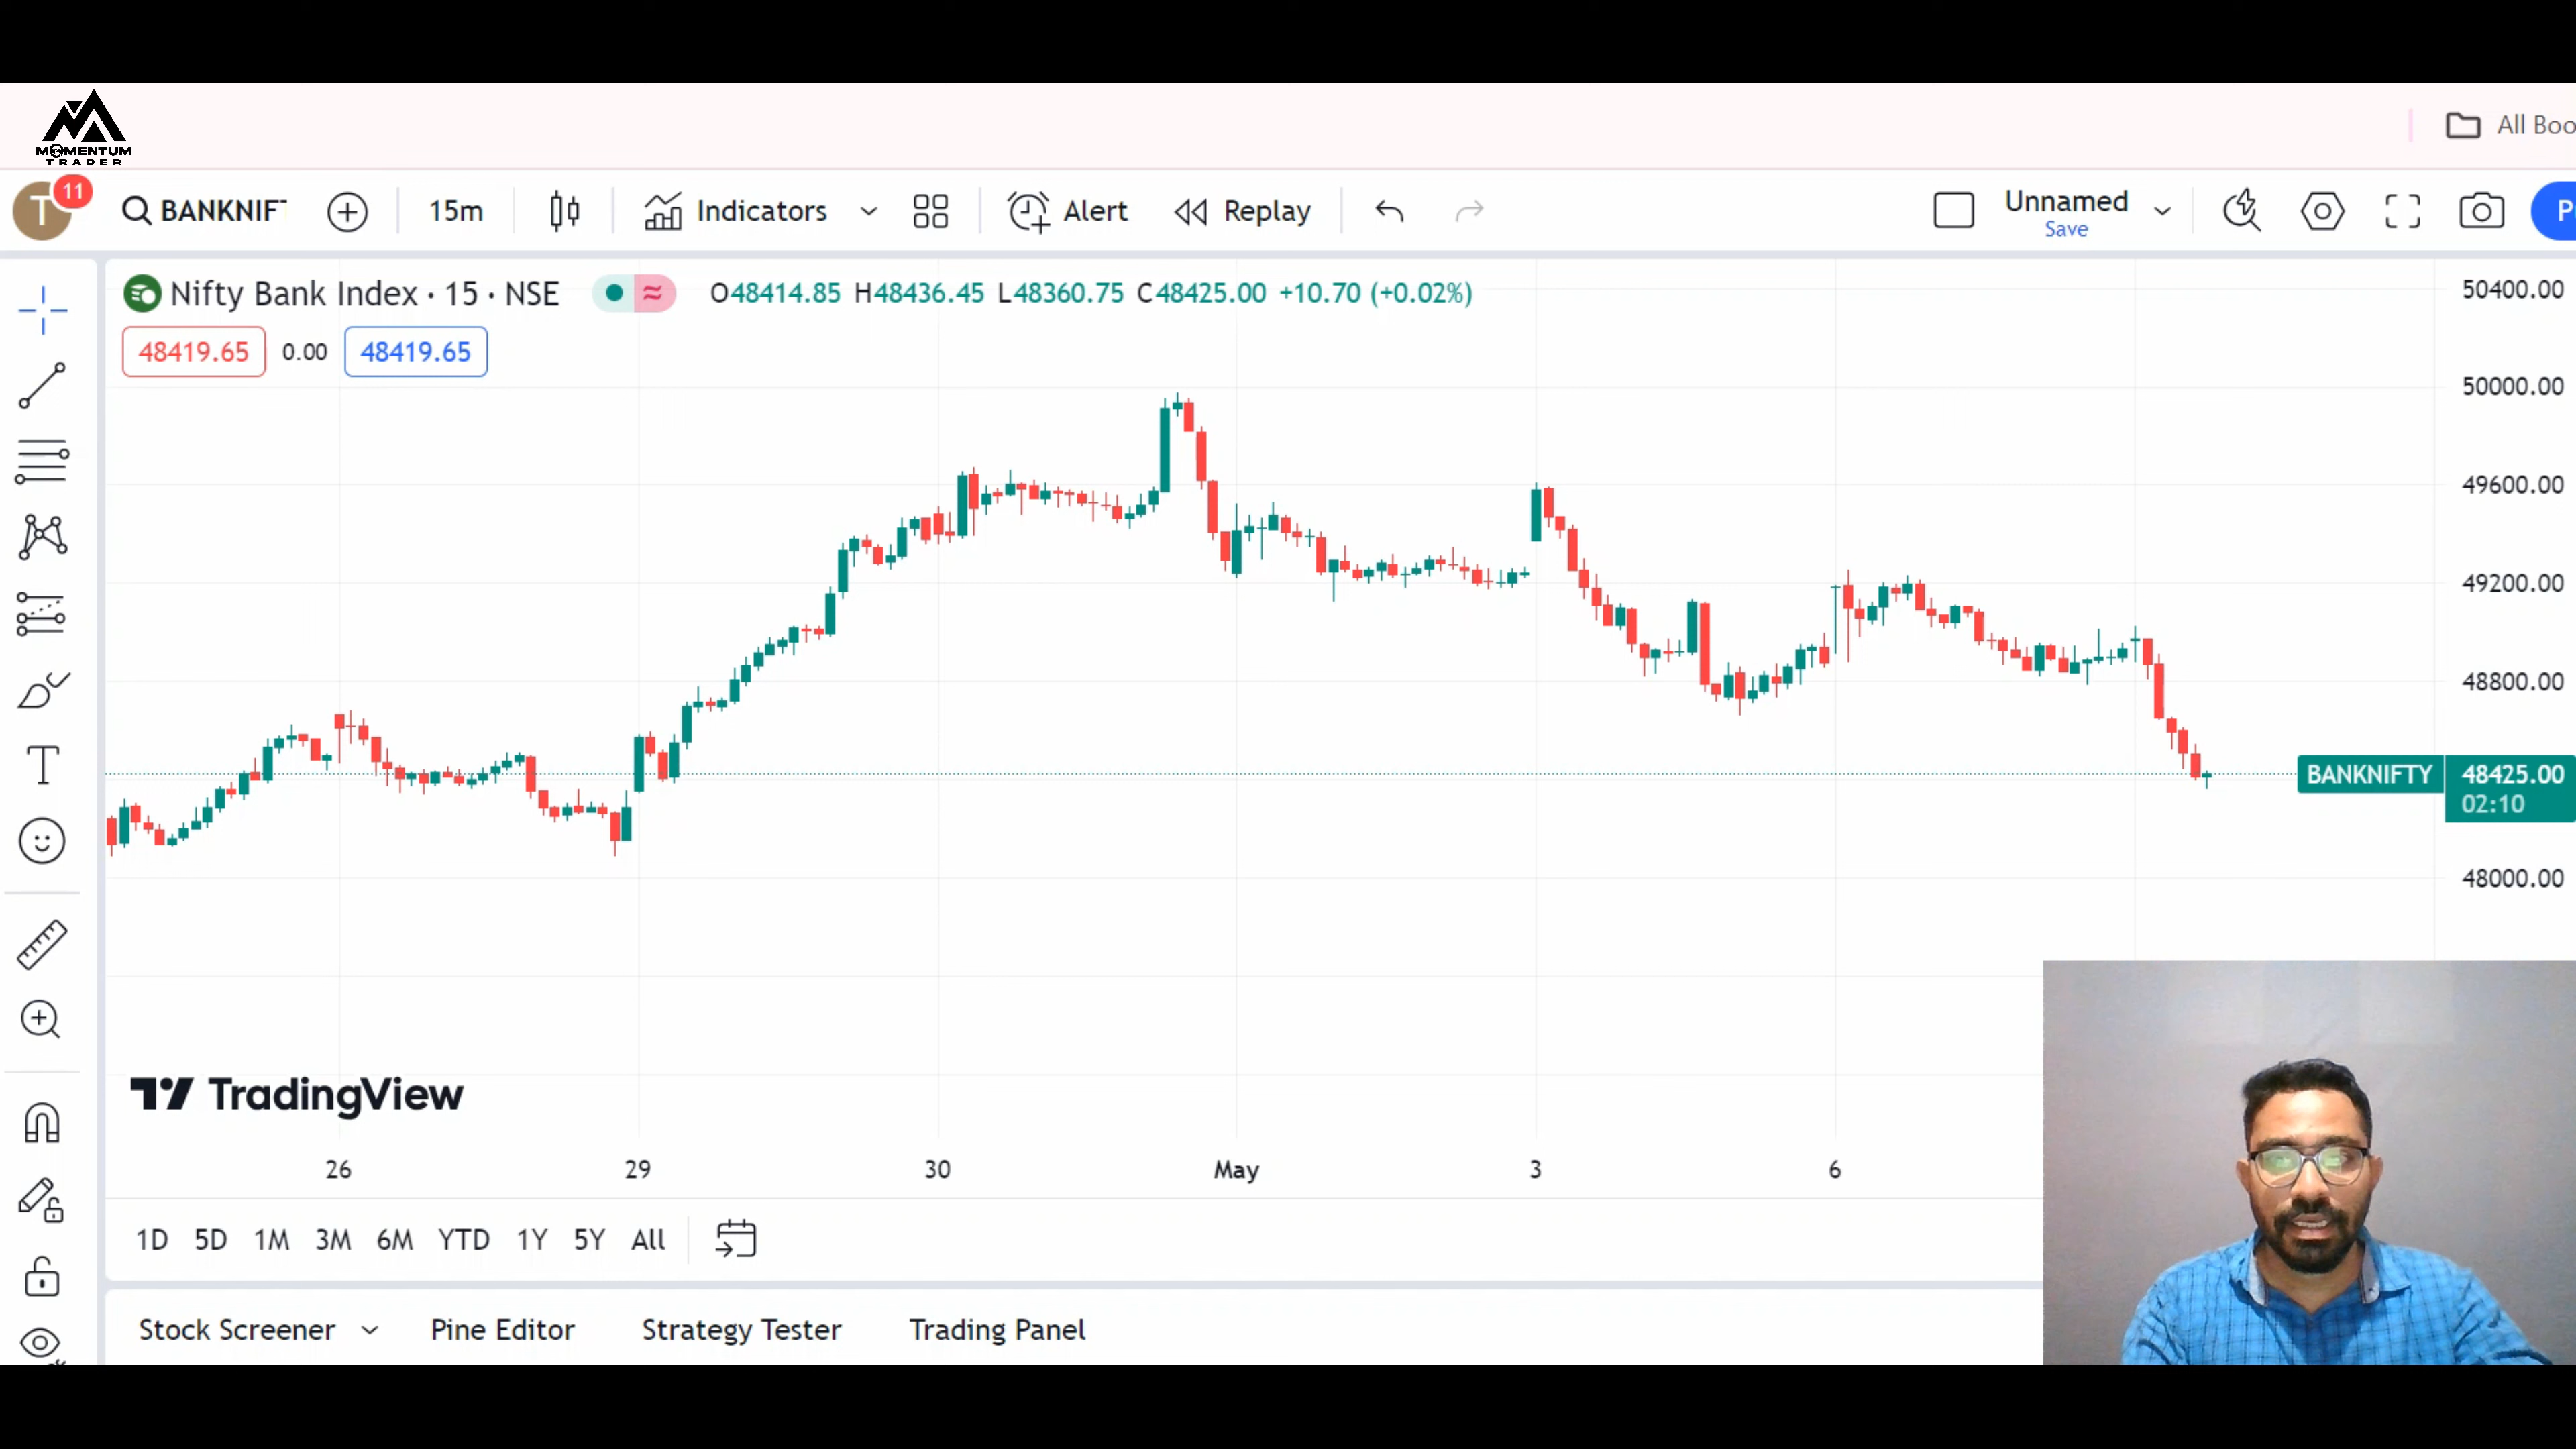 MOMENTUM
TRADER
All Boo
T
11
BANKNIF
15m
Indicators
Alert
Replay
Unnamed
Save
P
Nifty Bank Index · 15 · NSE
≈
O48414.85 H48436.45 L48360.75 C48425.00 +10.70 (+0.02%)
48419.65 0.00 48419.65
50400.00
50000.00
49600.00
49200.00
48800.00
BANKNIFTY 48425.00
02:10
48000.00
TradingView
26 29 30 May 3 6
1D 5D 1M 3M 6M YTD 1Y 5Y All
Stock Screener Pine Editor Strategy Tester Trading Panel